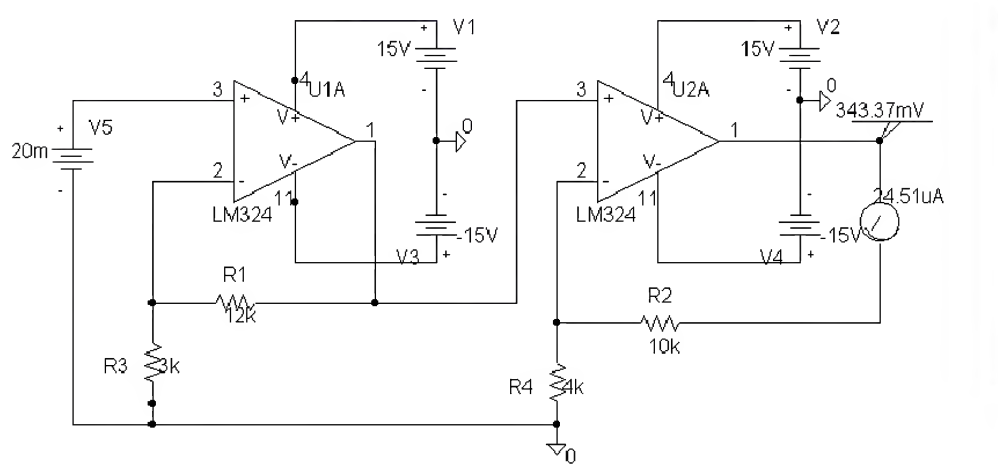 V1
15V
+
-
4
U1A
3
+
V+
1
0
V5
+
20m
-
2
-
V-
11
LM324
-
-15V
V3
+
R1
12k
R3
3k
V2
15V
+
-
0
343.37mV
4
U2A
3
+
V+
1
2
-
V-
11
LM324
-
-15V
V4
+
24.51uA
R2
10k
R4
4k
0